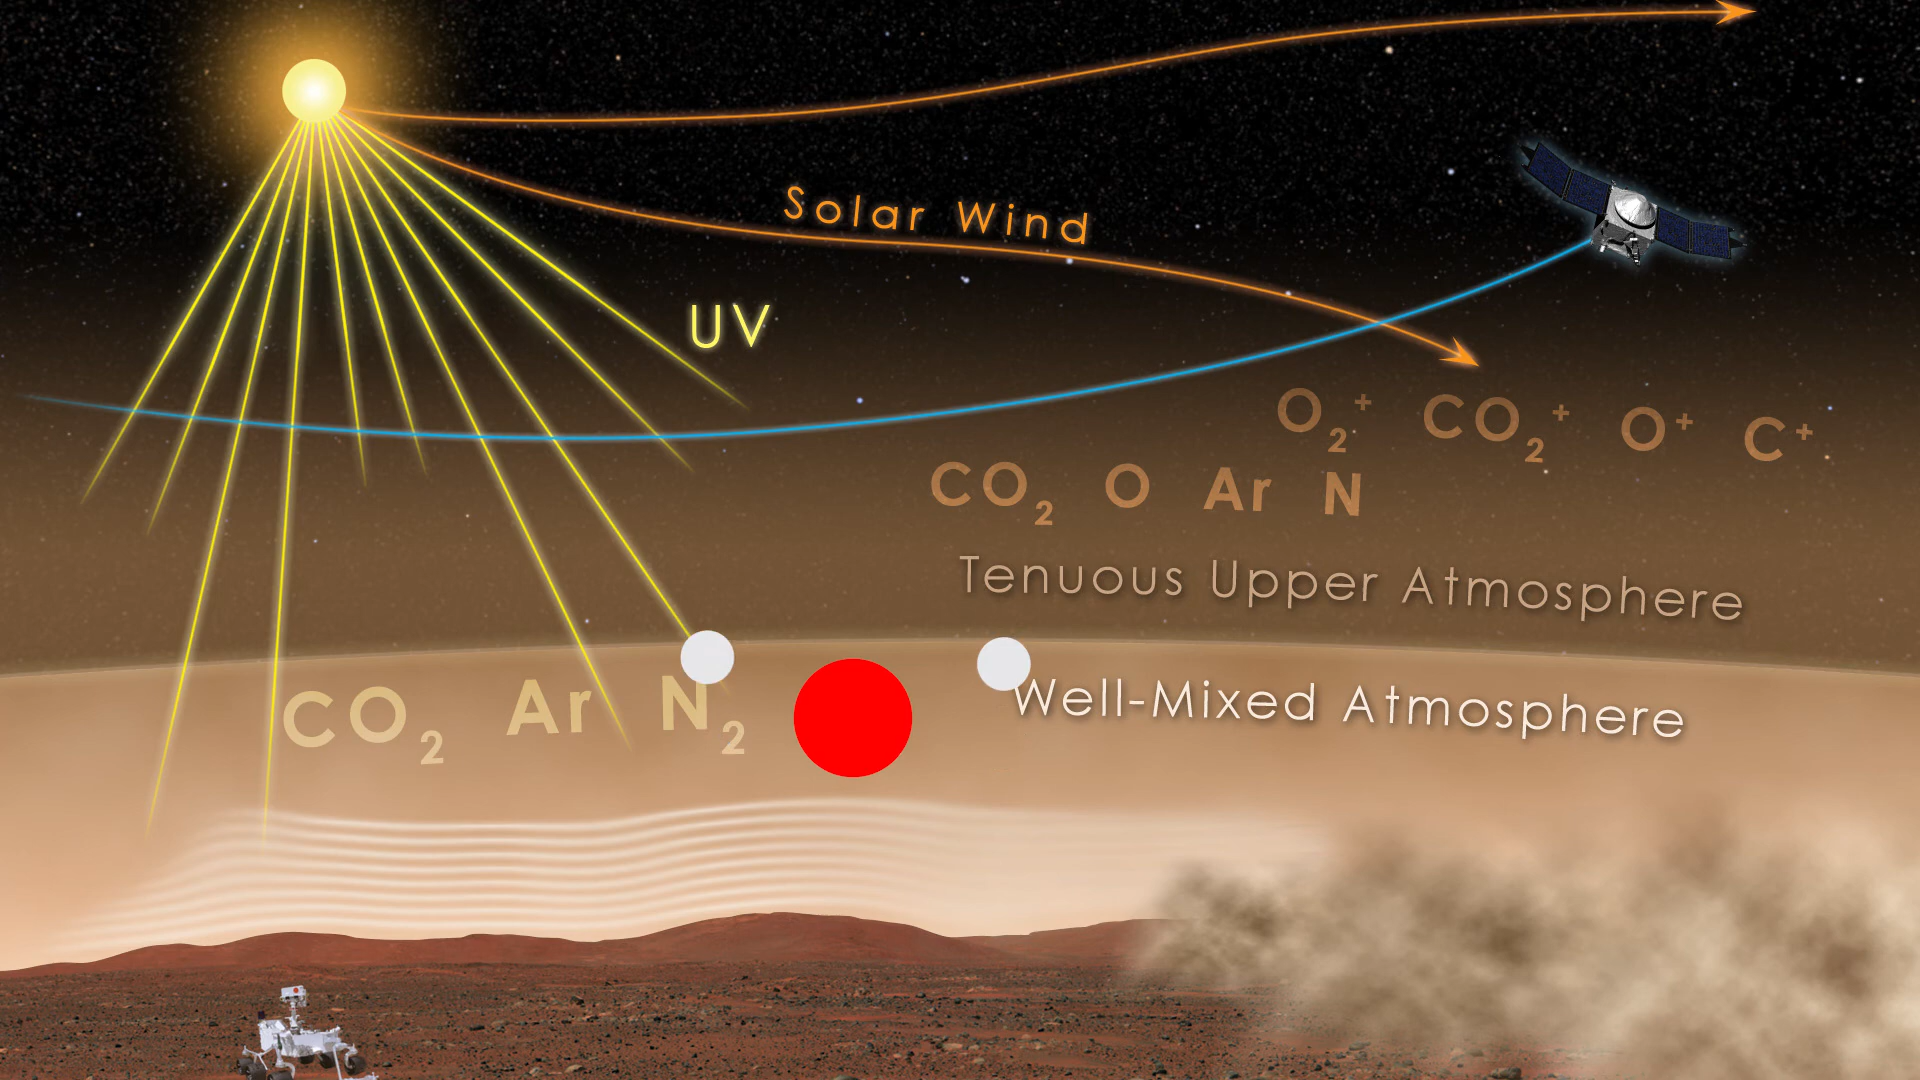 Solar Wind
UV
O₂⁺ CO₂⁺ O⁺ C⁺
CO₂ O Ar N
Tenuous Upper Atmosphere
CO₂ Ar N₂
Well-Mixed Atmosphere